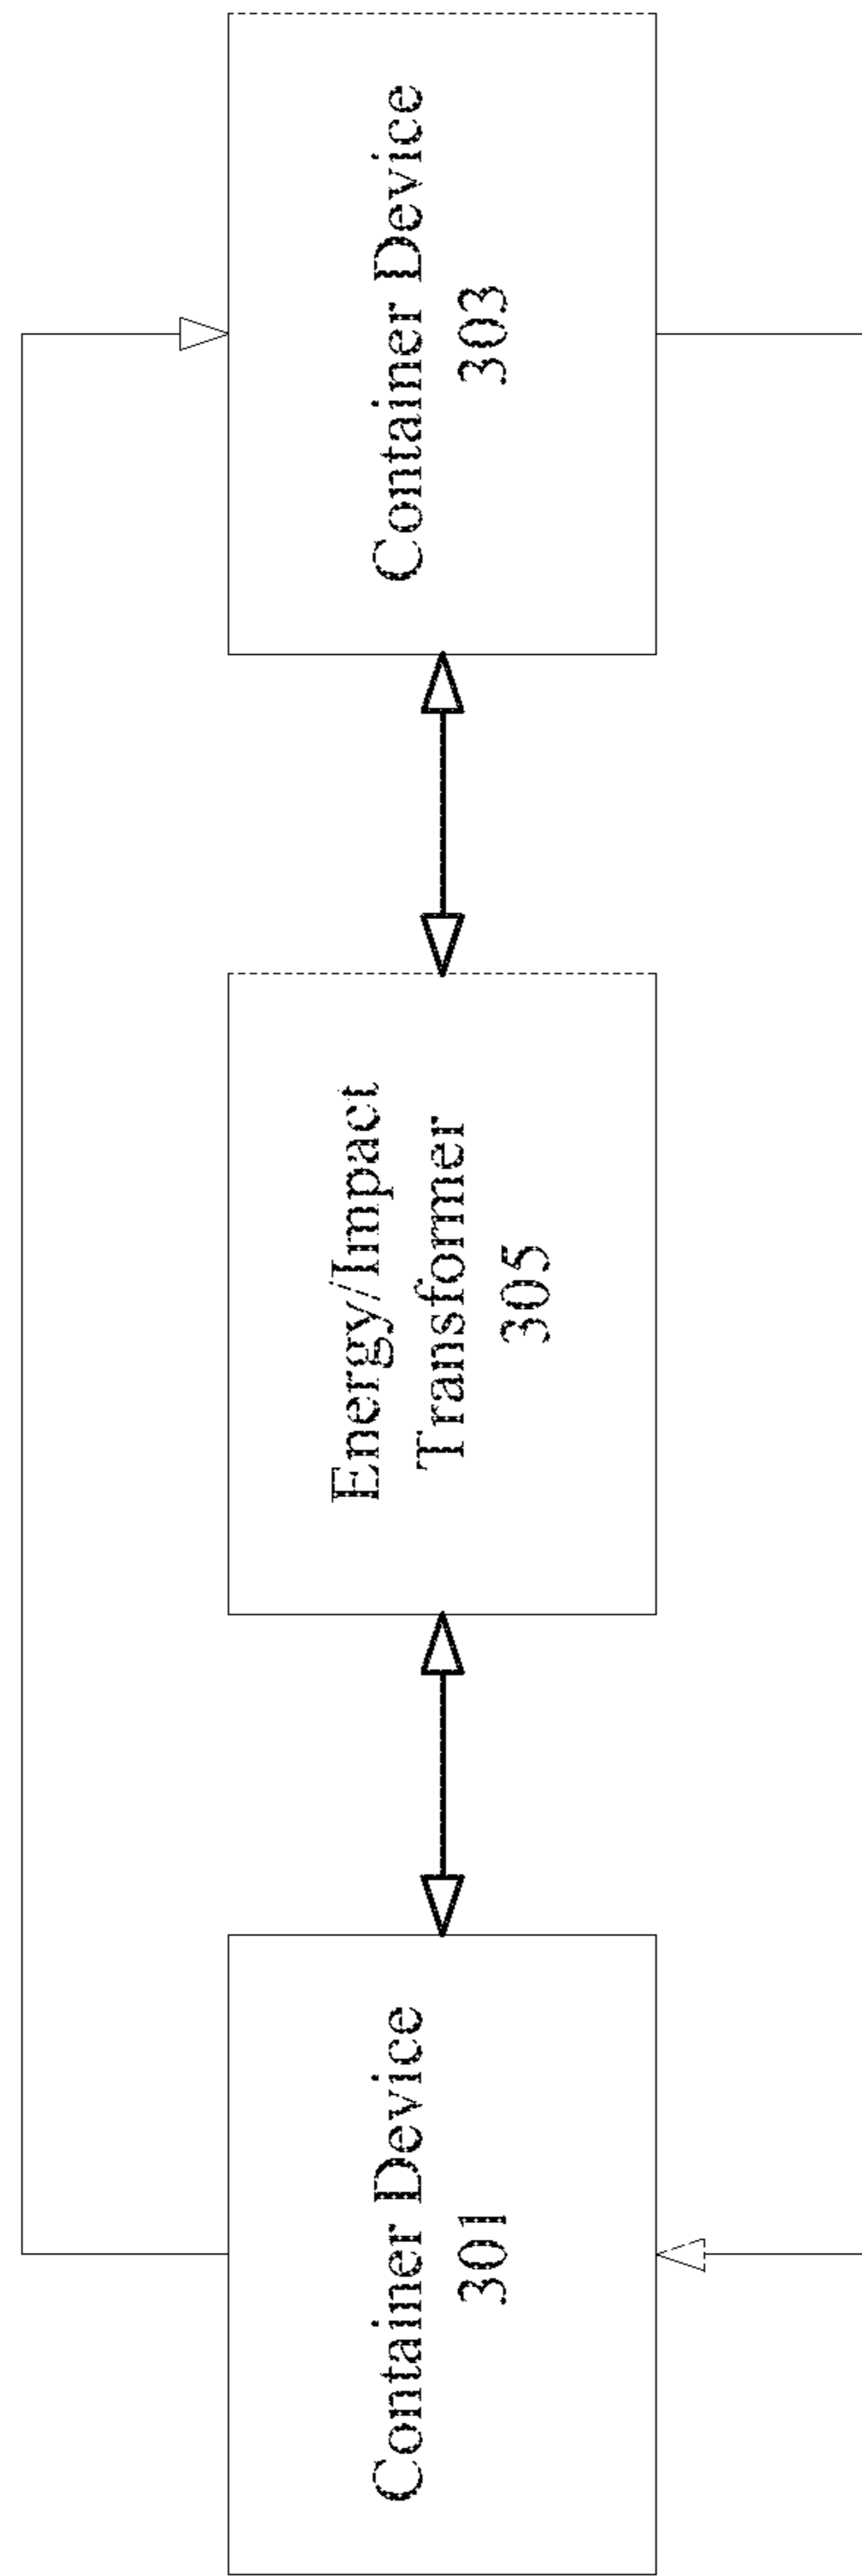 Container Device
301
Energy/Impact
Transformer
305
Container Device
303